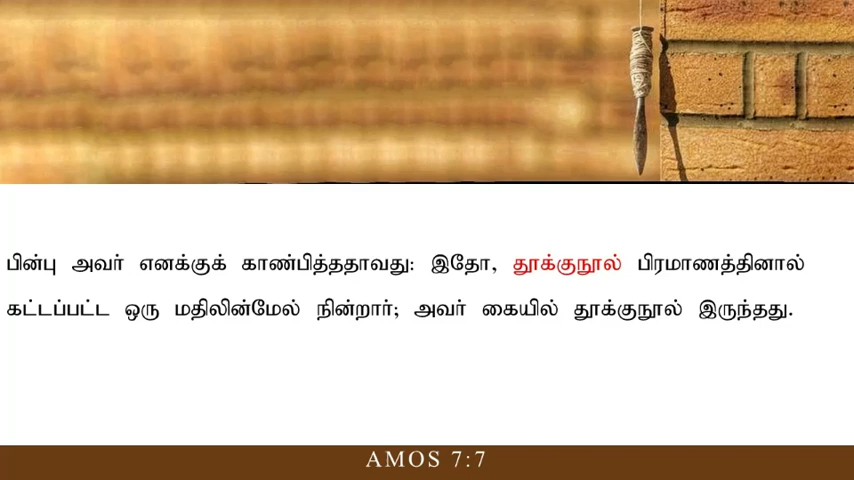 பின்பு அவர் எனக்குக் காண்பித்ததாவது: இதோ, தூக்குநூல் பிரமாணத்தினால்
கட்டப்பட்ட ஒரு மதிலின்மேல் நின்றார்; அவர் கையில் தூக்குநூல் இருந்தது.
AMOS 7:7